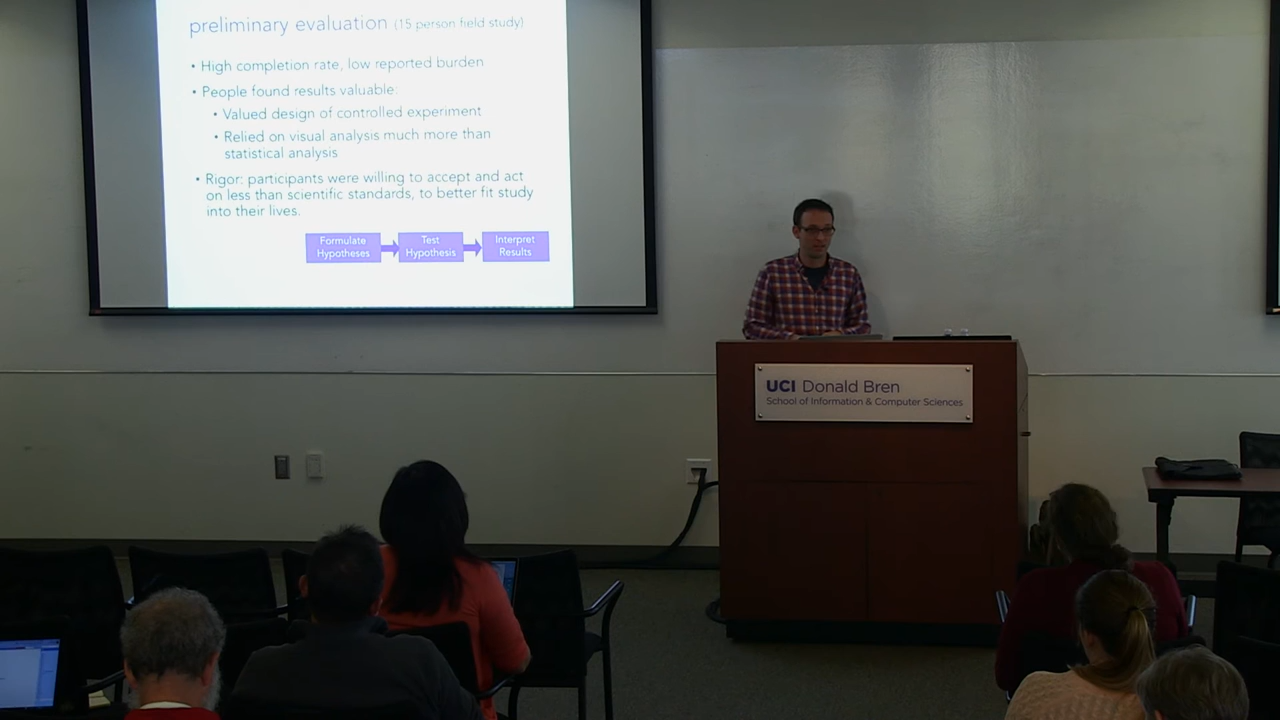 preliminary evaluation (15 person field study)
• High completion rate, low reported burden
• People found results valuable:
• Valued design of controlled experiment
• Relied on visual analysis much more than
statistical analysis
• Rigor: participants were willing to accept and act
on less than scientific standards, to better fit study
into their lives.
Formulate
Hypotheses
Test
Hypothesis
Interpret
Results
UCI Donald Bren
School of Information & Computer Sciences